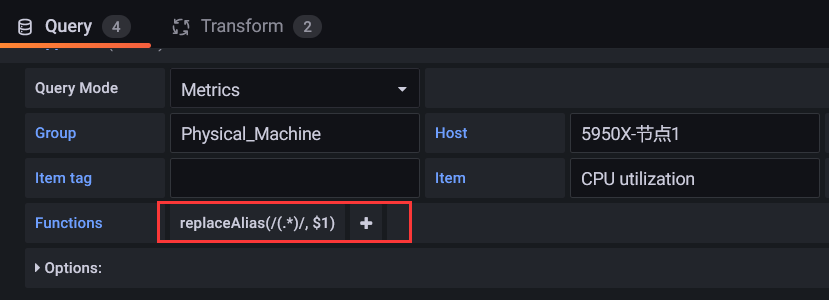 Query 4 Transform 2
Query Mode Metrics
Group Physical_Machine Host 5950X-节点1
Item tag Item CPU utilization
Functions replaceAlias(/(.*)/, $1) +
Options: